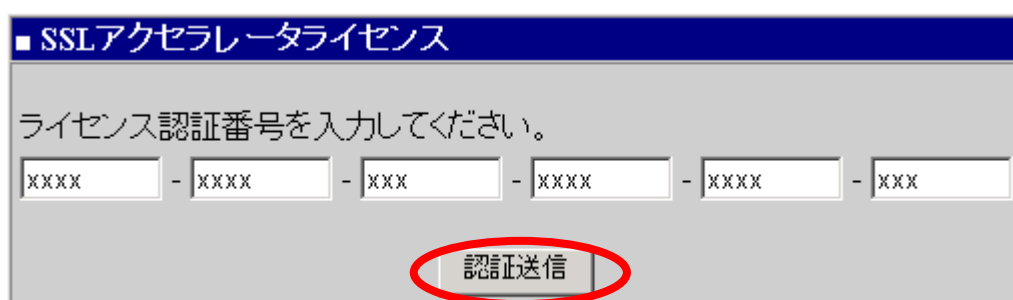 ■ SSLアクセラレータライセンス
ライセンス認証番号を入力してください。
xxxx - xxxx - xxx - xxxx - xxxx - xxx
認証送信